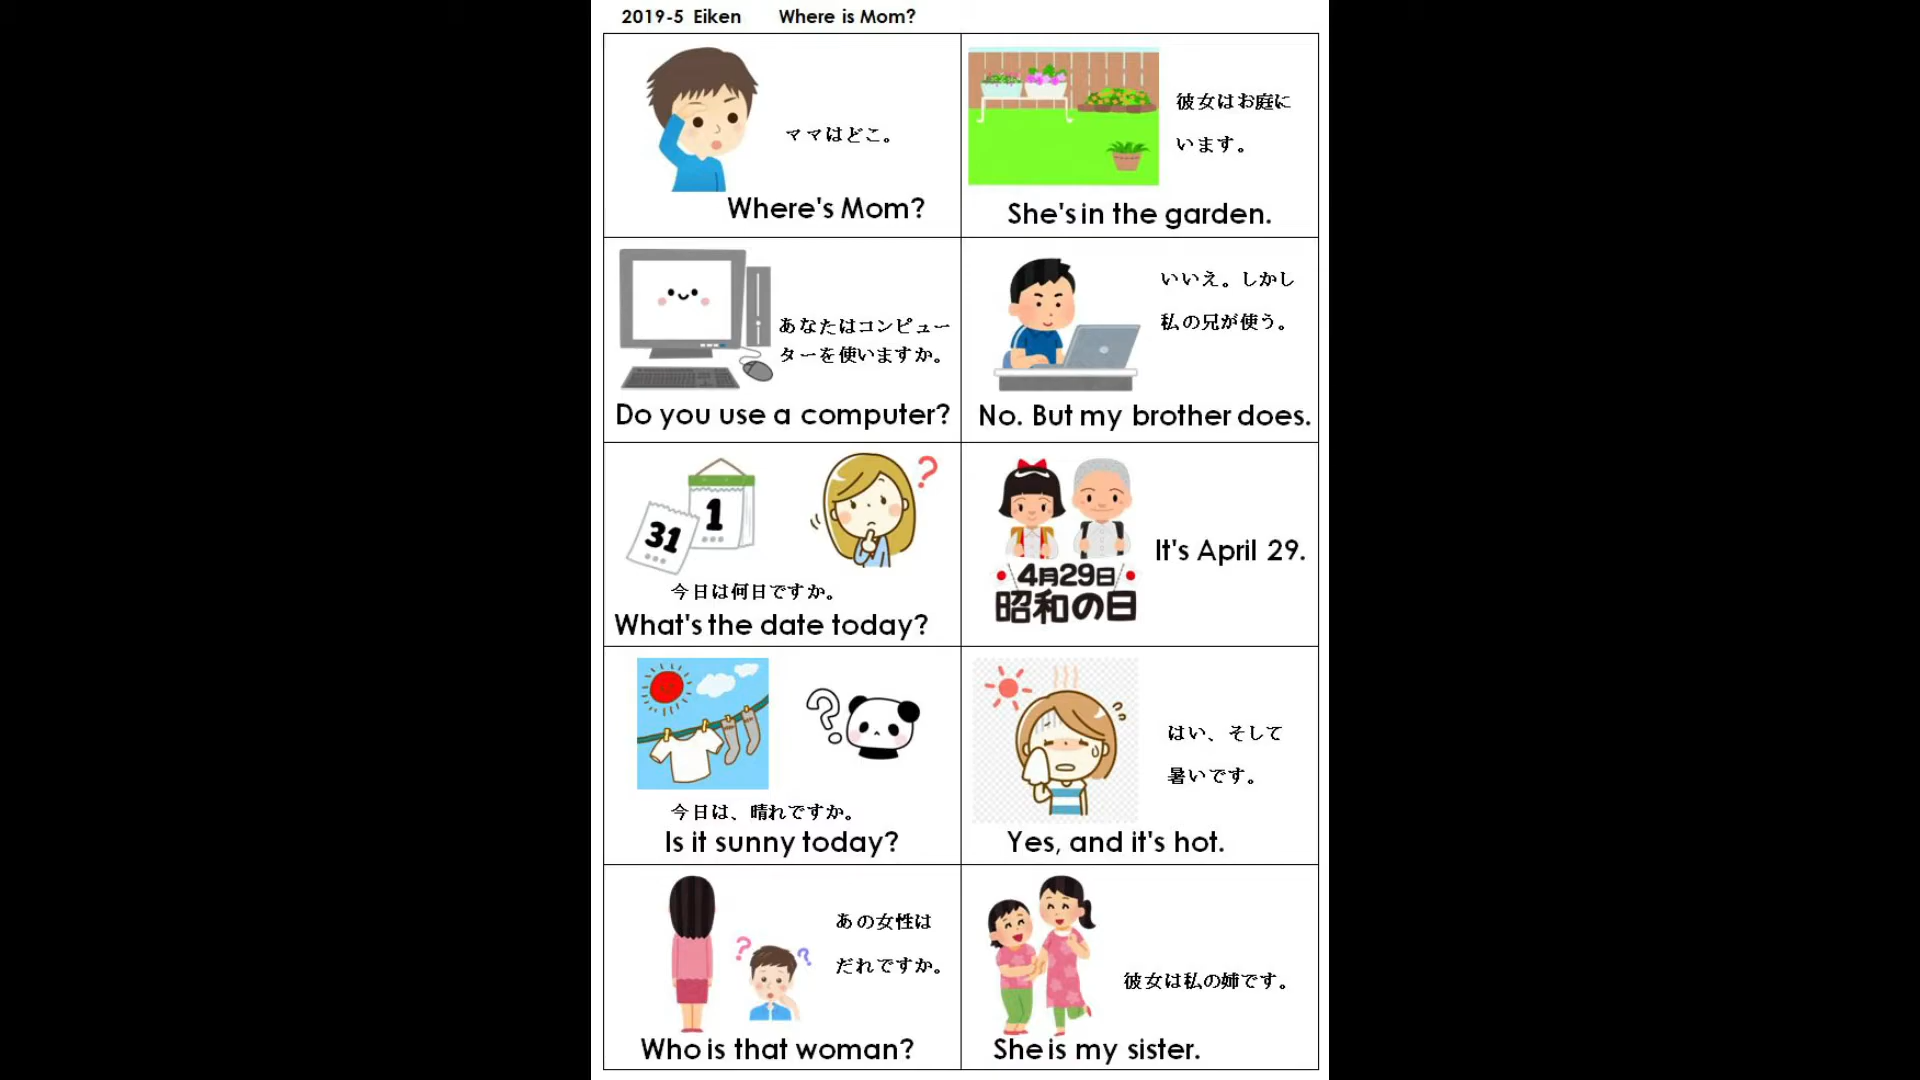 2019-5 Eiken Where is Mom?
ママはどこ。
Where's Mom?
彼女はお庭に
います。
She's in the garden.
あなたはコンピュー
ターを使いますか。
Do you use a computer?
いいえ。しかし
私の兄が使う。
No. But my brother does.
31
1
?
今日は何日ですか。
What's the date today?
It's April 29.
4月29日
昭和の日
?
今日は、晴れですか。
Is it sunny today?
はい、そして
暑いです。
Yes, and it's hot.
あの女性は
だれですか。
? ?
Who is that woman?
彼女は私の姉です。
She is my sister.